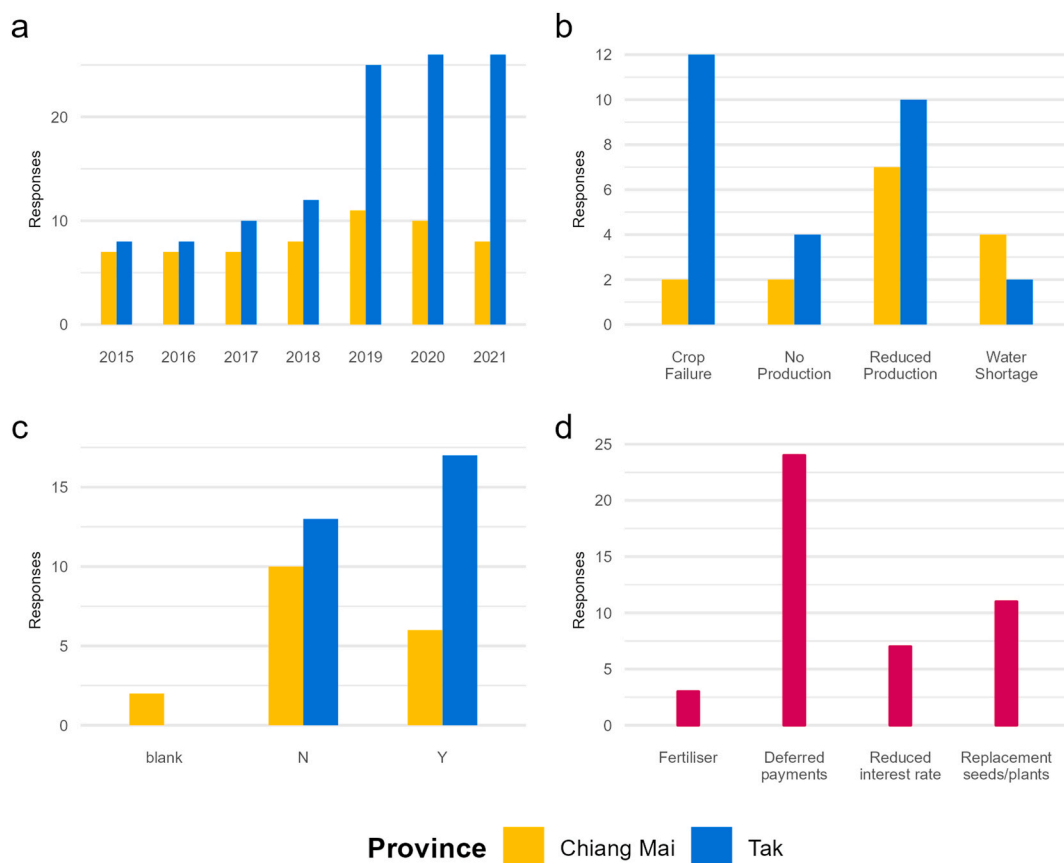 a
Responses
20
10
0
2015 2016 2017 2018 2019 2020 2021
b
Responses
12
10
8
6
4
2
0
Crop Failure
No Production
Reduced Production
Water Shortage
c
Responses
15
10
5
0
blank N Y
d
Responses
25
20
15
10
5
0
Fertiliser
Deferred payments
Reduced interest rate
Replacement seeds/plants
Province Chiang Mai Tak